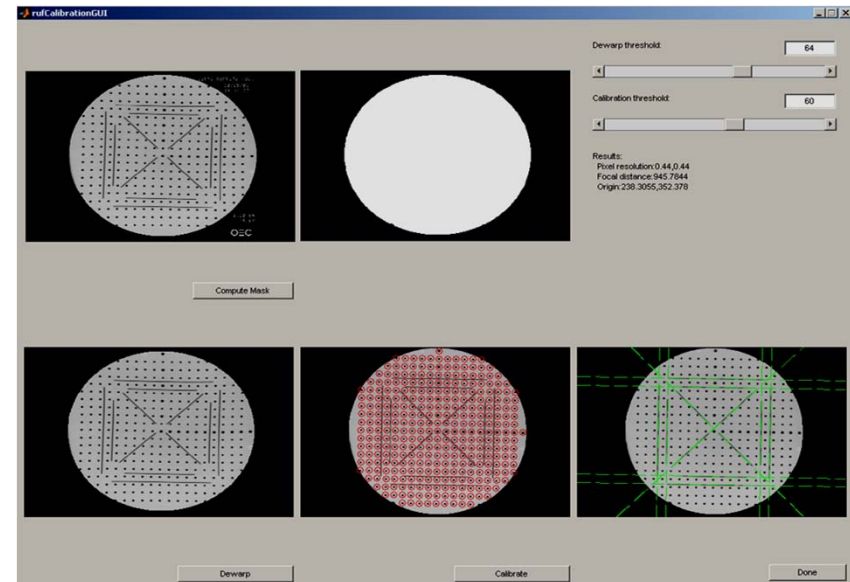 rufCalibrationGUI
Dewarp threshold:
64
Calibration threshold:
60
Results:
Pixel resolution:0.44,0.44
Focal distance:945.7844
Origin:238.3055,352.378
OEC
Compute Mask
Dewarp
Calibrate
Done